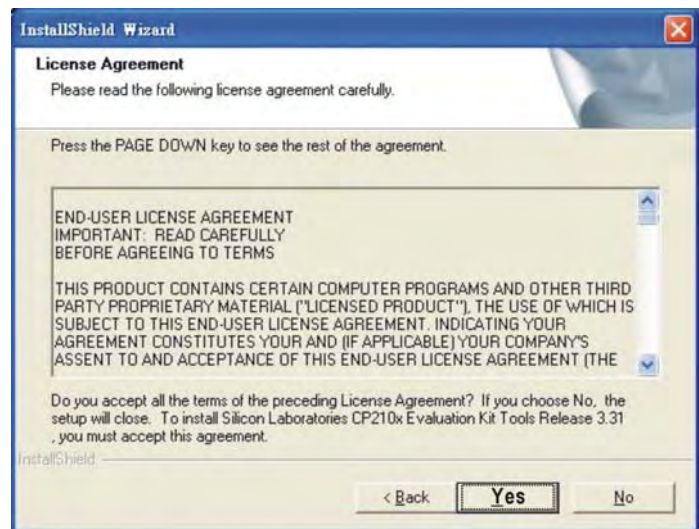 InstallShield Wizard
License Agreement
Please read the following license agreement carefully.
Press the PAGE DOWN key to see the rest of the agreement.
END-USER LICENSE AGREEMENT
IMPORTANT: READ CAREFULLY
BEFORE AGREEING TO TERMS
THIS PRODUCT CONTAINS CERTAIN COMPUTER PROGRAMS AND OTHER THIRD
PARTY PROPRIETARY MATERIAL ("LICENSED PRODUCT"), THE USE OF WHICH IS
SUBJECT TO THIS END-USER LICENSE AGREEMENT. INDICATING YOUR
AGREEMENT CONSTITUTES YOUR AND (IF APPLICABLE) YOUR COMPANY'S
ASSENT TO AND ACCEPTANCE OF THIS END-USER LICENSE AGREEMENT (THE
Do you accept all the terms of the preceding License Agreement? If you choose No, the
setup will close. To install Silicon Laboratories CP210x Evaluation Kit Tools Release 3.31
, you must accept this agreement.
InstallShield
< Back Yes No